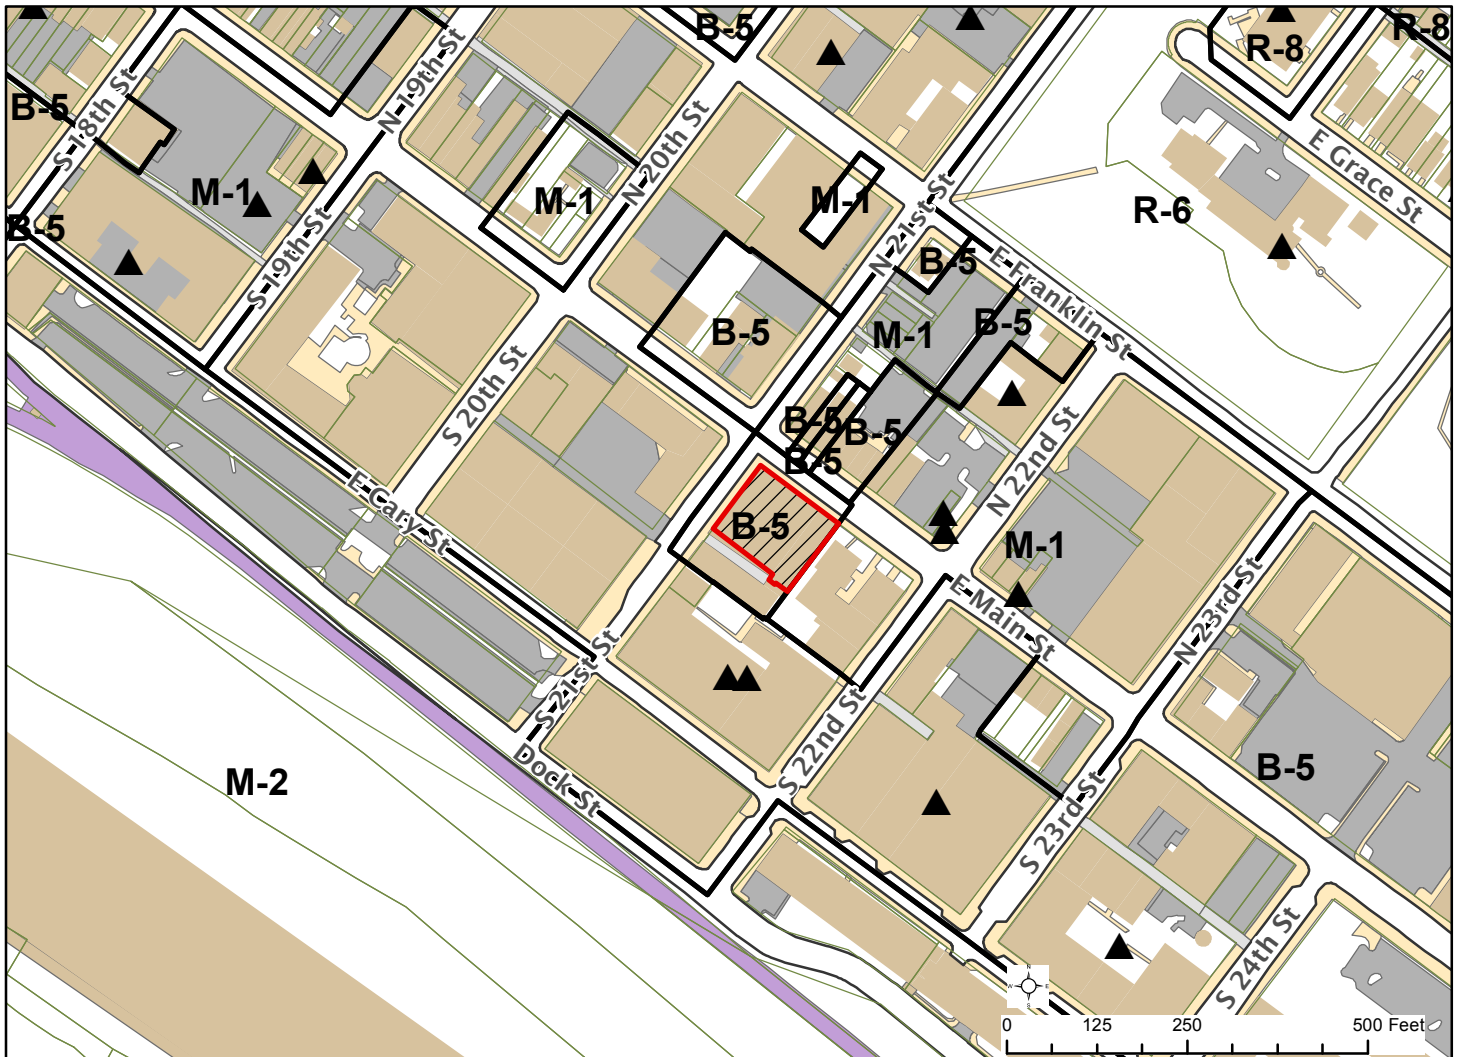 B-5
R-8
R-8
N 19th St
B-5
S 18th St
E Grace St
N 20th St
M-1
M-1
M-1
R-6
B-5
N 21st St
S 19th St
B-5
E Franklin St
B-5
B-5
M-1
S 20th St
B-5
B-5
B-5
E Cary St
B-5
N 22nd St
M-1
E Main St
N 23rd St
S 21st St
S 22nd St
Dock St
M-2
B-5
S 23rd St
S 24th St
N
W E
S
0 125 250 500 Feet